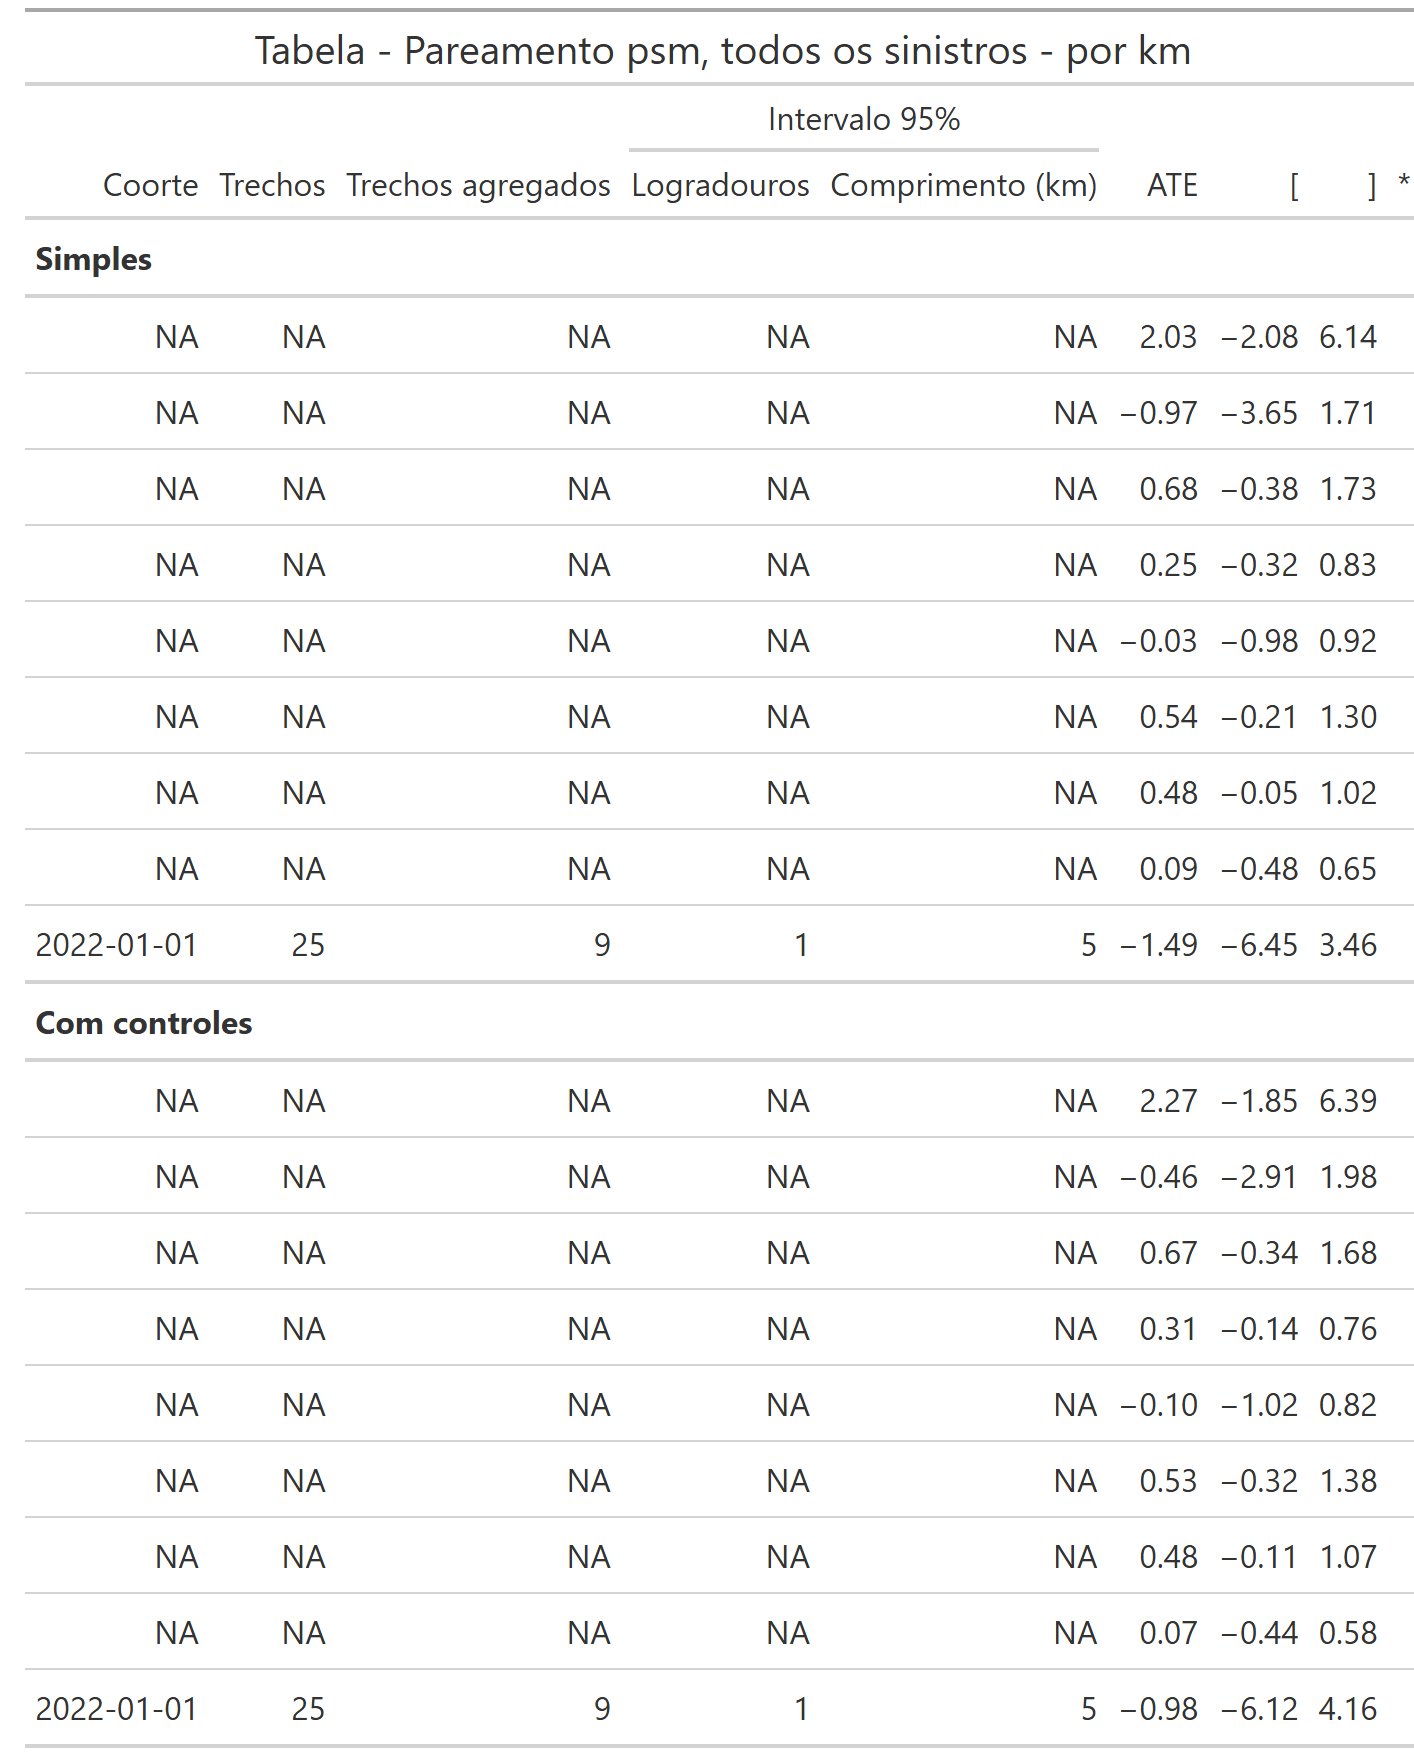 Tabela - Pareamento psm, todos os sinistros - por km
Intervalo 95%
Coorte Trechos Trechos agregados Logradouros Comprimento (km) ATE [ ] *
Simples
NA NA NA NA NA 2.03 −2.08 6.14
NA NA NA NA NA −0.97 −3.65 1.71
NA NA NA NA NA 0.68 −0.38 1.73
NA NA NA NA NA 0.25 −0.32 0.83
NA NA NA NA NA −0.03 −0.98 0.92
NA NA NA NA NA 0.54 −0.21 1.30
NA NA NA NA NA 0.48 −0.05 1.02
NA NA NA NA NA 0.09 −0.48 0.65
2022-01-01 25 9 1 5 −1.49 −6.45 3.46
Com controles
NA NA NA NA NA 2.27 −1.85 6.39
NA NA NA NA NA −0.46 −2.91 1.98
NA NA NA NA NA 0.67 −0.34 1.68
NA NA NA NA NA 0.31 −0.14 0.76
NA NA NA NA NA −0.10 −1.02 0.82
NA NA NA NA NA 0.53 −0.32 1.38
NA NA NA NA NA 0.48 −0.11 1.07
NA NA NA NA NA 0.07 −0.44 0.58
2022-01-01 25 9 1 5 −0.98 −6.12 4.16